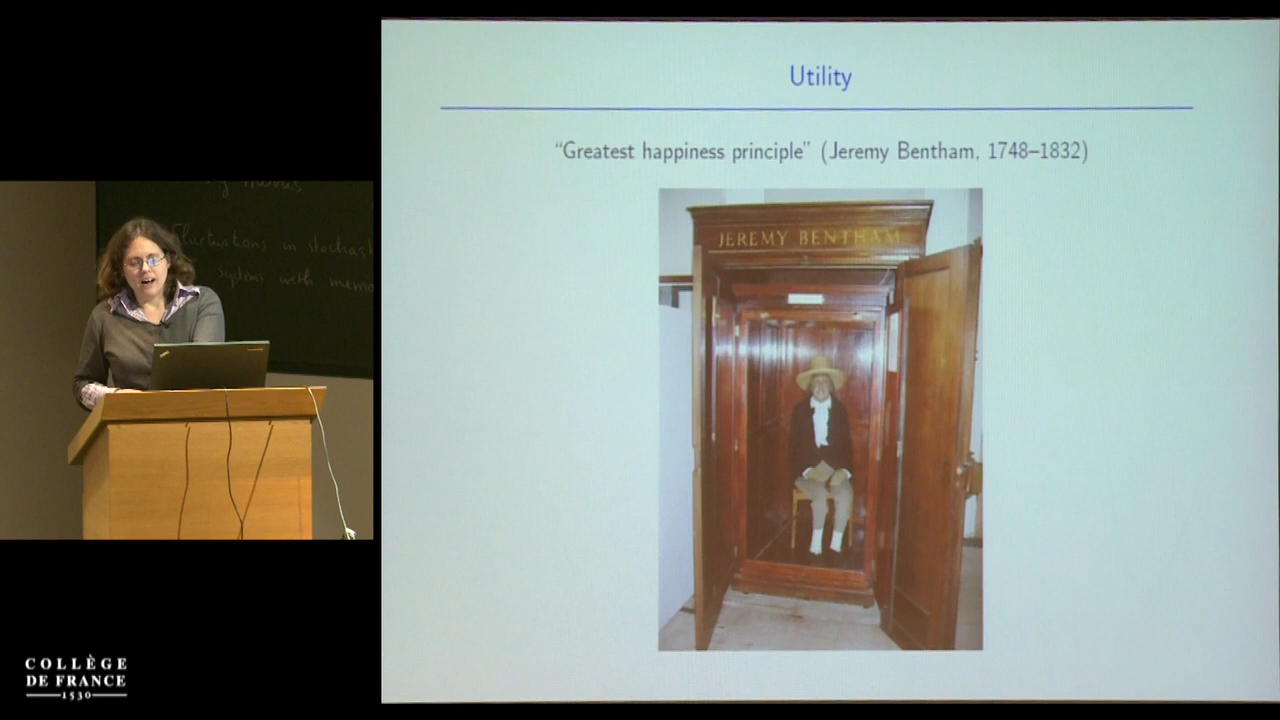 Utility
“Greatest happiness principle” (Jeremy Bentham, 1748–1832)
JEREMY BENTHAM
Fluctuations in stochast
systems with memo
COLLÈGE
DE FRANCE
1530